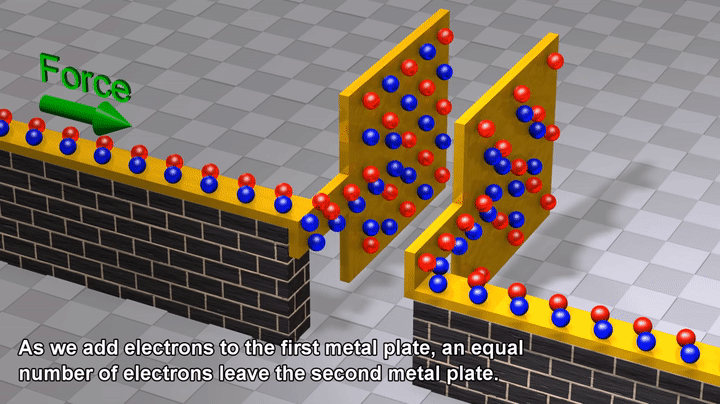 Force
As we add electrons to the first metal plate, an equal
number of electrons leave the second metal plate.